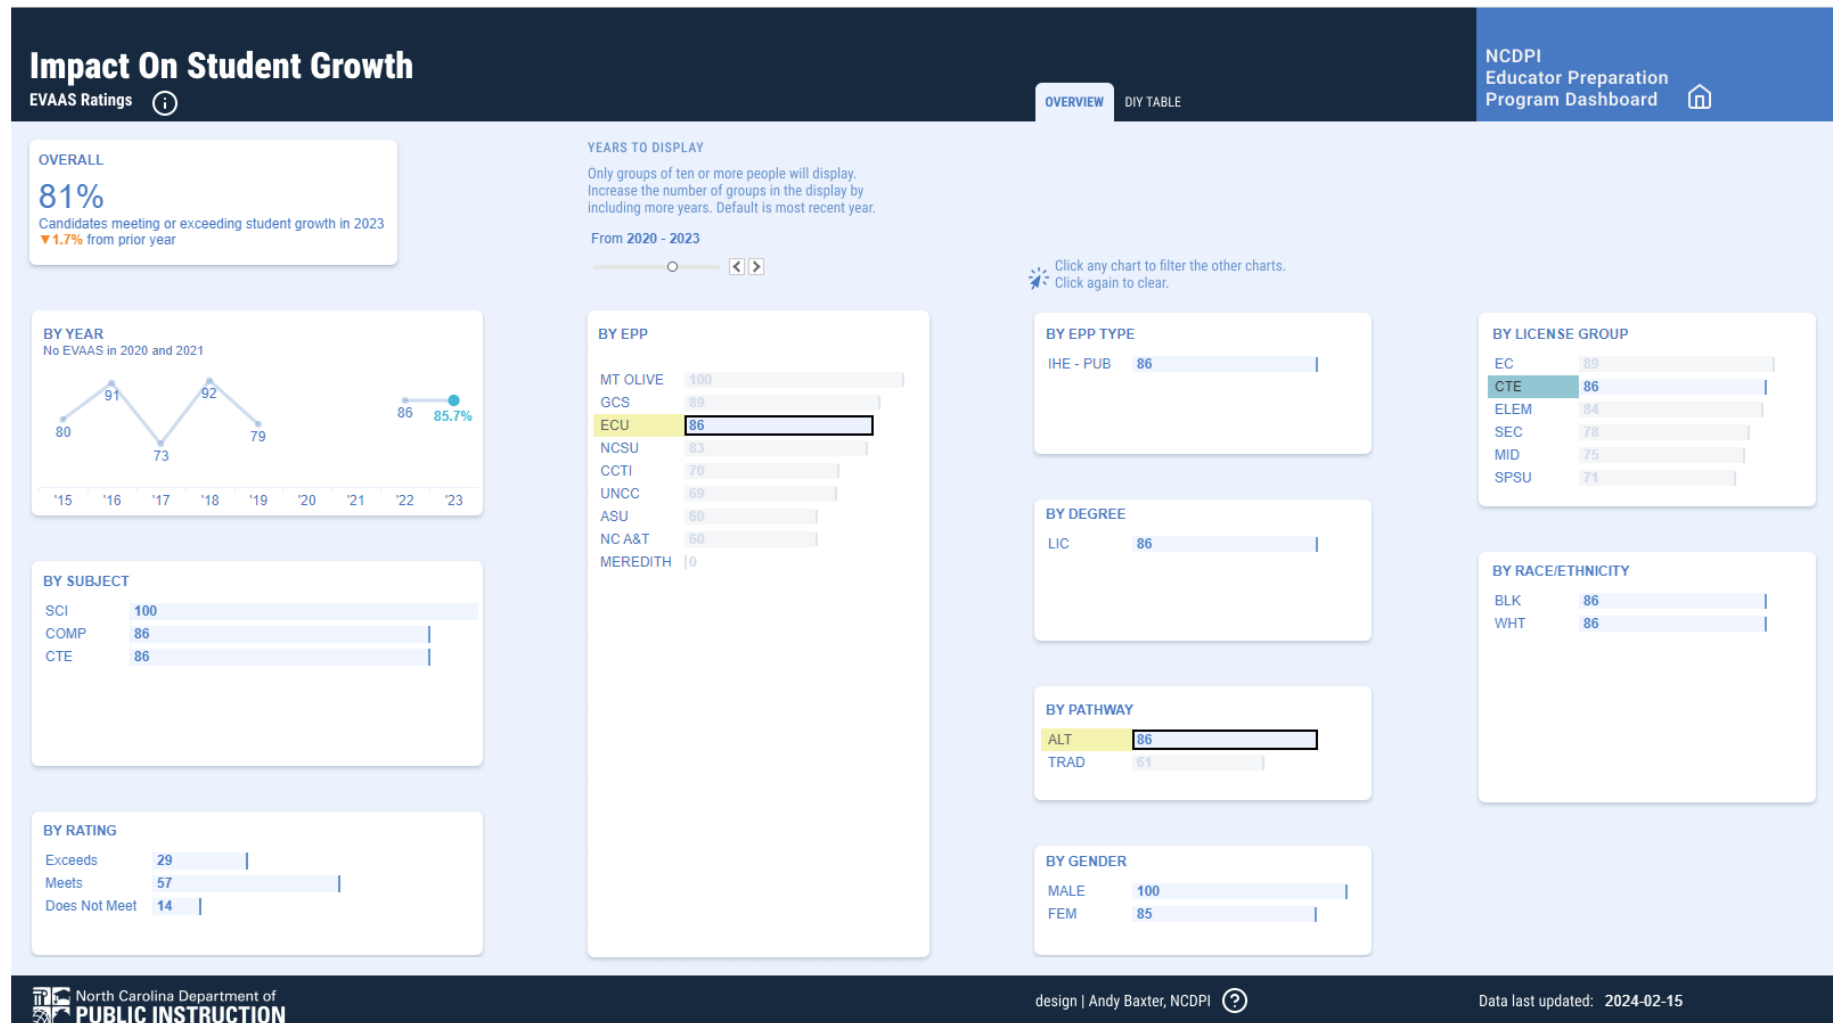 Impact On Student Growth
EVAAS Ratings
OVERVIEW
DIY TABLE
NCDPI
Educator Preparation
Program Dashboard
OVERALL
81%
Candidates meeting or exceeding student growth in 2023
▼1.7% from prior year
YEARS TO DISPLAY
Only groups of ten or more people will display.
Increase the number of groups in the display by
including more years. Default is most recent year.
From 2020 - 2023
Click any chart to filter the other charts.
Click again to clear.
BY YEAR
No EVAAS in 2020 and 2021
80
91
73
92
79
86
85.7%
'15 '16 '17 '18 '19 '20 '21 '22 '23
BY SUBJECT
SCI 100
COMP 86
CTE 86
BY RATING
Exceeds 29
Meets 57
Does Not Meet 14
BY EPP
MT OLIVE 100
GCS 89
ECU 86
NCSU 83
CCTI 70
UNCC 69
ASU 60
NC A&T 60
MEREDITH 0
BY EPP TYPE
IHE - PUB 86
BY DEGREE
LIC 86
BY PATHWAY
ALT 86
TRAD 61
BY GENDER
MALE 100
FEM 85
BY LICENSE GROUP
EC 89
CTE 86
ELEM 84
SEC 78
MID 75
SPSU 71
BY RACE/ETHNICITY
BLK 86
WHT 86
North Carolina Department of
PUBLIC INSTRUCTION
design | Andy Baxter, NCDPI ?
Data last updated: 2024-02-15